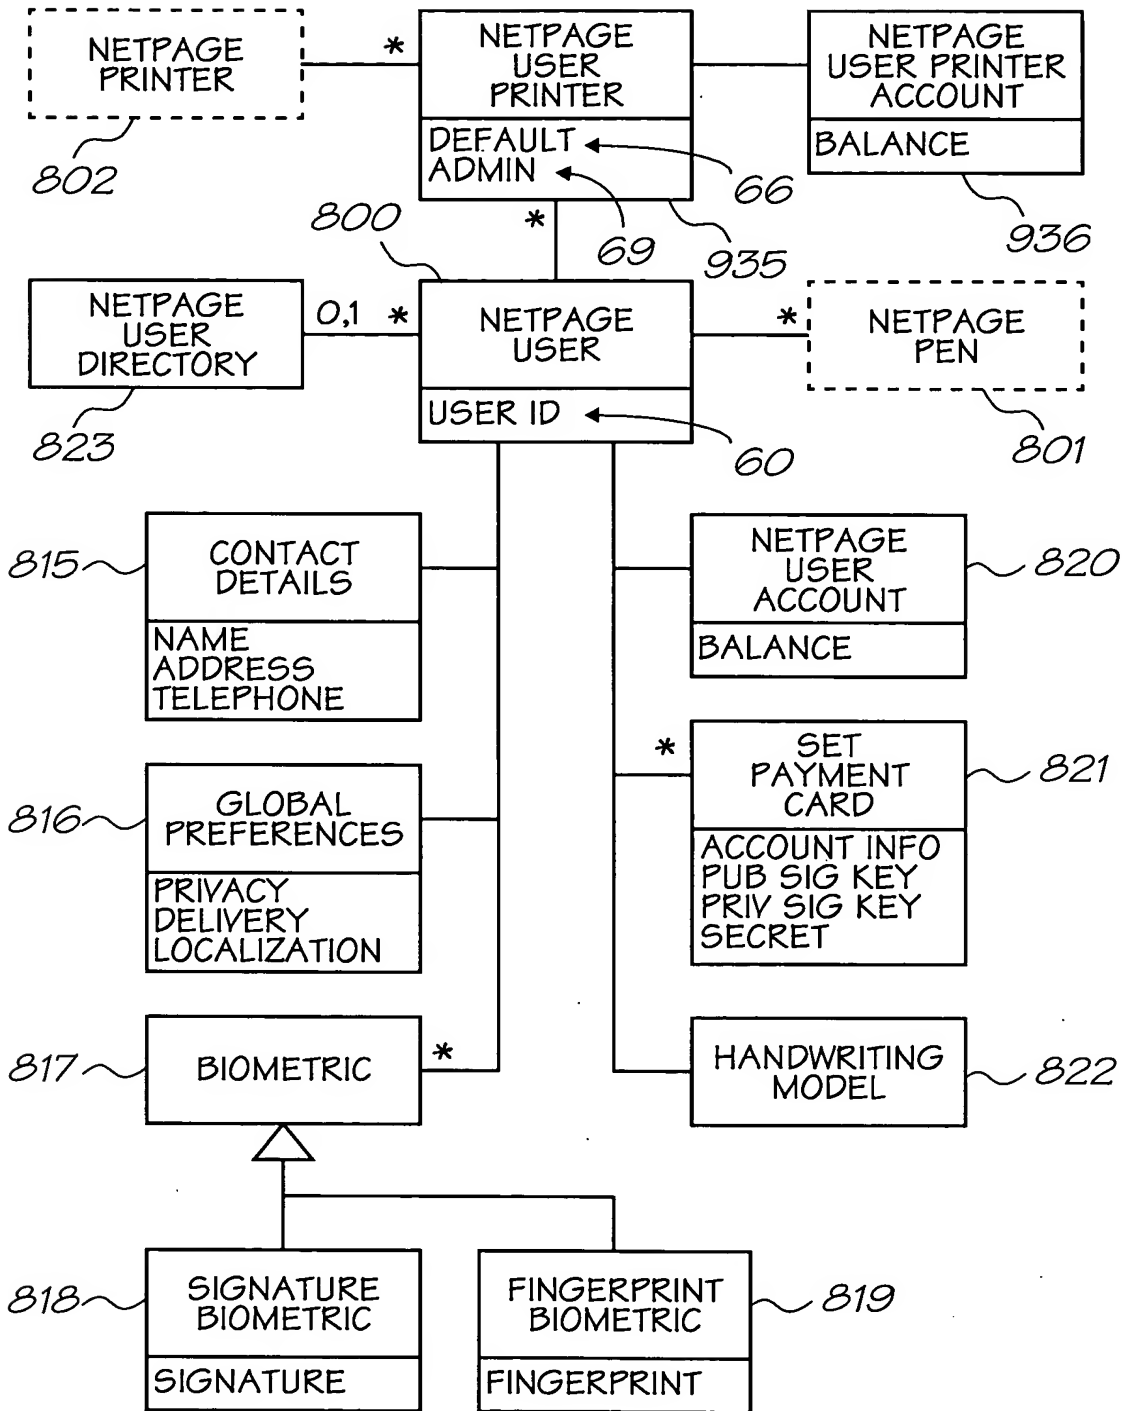 NETPAGE
PRINTER
802
*
NETPAGE
USER
PRINTER
DEFAULT
ADMIN
66
69
935
*
NETPAGE
USER PRINTER
ACCOUNT
BALANCE
936
800
NETPAGE
USER
DIRECTORY
823
0,1 *
NETPAGE
USER
USER ID
60
*
NETPAGE
PEN
801
815
CONTACT
DETAILS
NAME
ADDRESS
TELEPHONE
NETPAGE
USER
ACCOUNT
BALANCE
820
816
GLOBAL
PREFERENCES
PRIVACY
DELIVERY
LOCALIZATION
*
SET
PAYMENT
CARD
ACCOUNT INFO
PUB SIG KEY
PRIV SIG KEY
SECRET
821
817
BIOMETRIC
*
HANDWRITING
MODEL
822
818
SIGNATURE
BIOMETRIC
SIGNATURE
FINGERPRINT
BIOMETRIC
FINGERPRINT
819